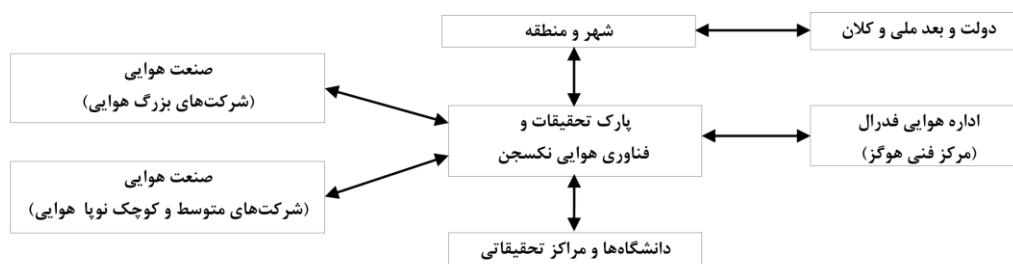 دولت و بعد ملی و کلان
شهر و منطقه
صنعت هوایی
(شرکت‌های بزرگ هوایی)
اداره هوایی فدرال
(مرکز فنی هوگز)
پارک تحقیقات و
فناوری هوایی نکسجن
صنعت هوایی
(شرکت‌های متوسط و کوچک نوپا هوایی)
دانشگاه‌ها و مراکز تحقیقاتی